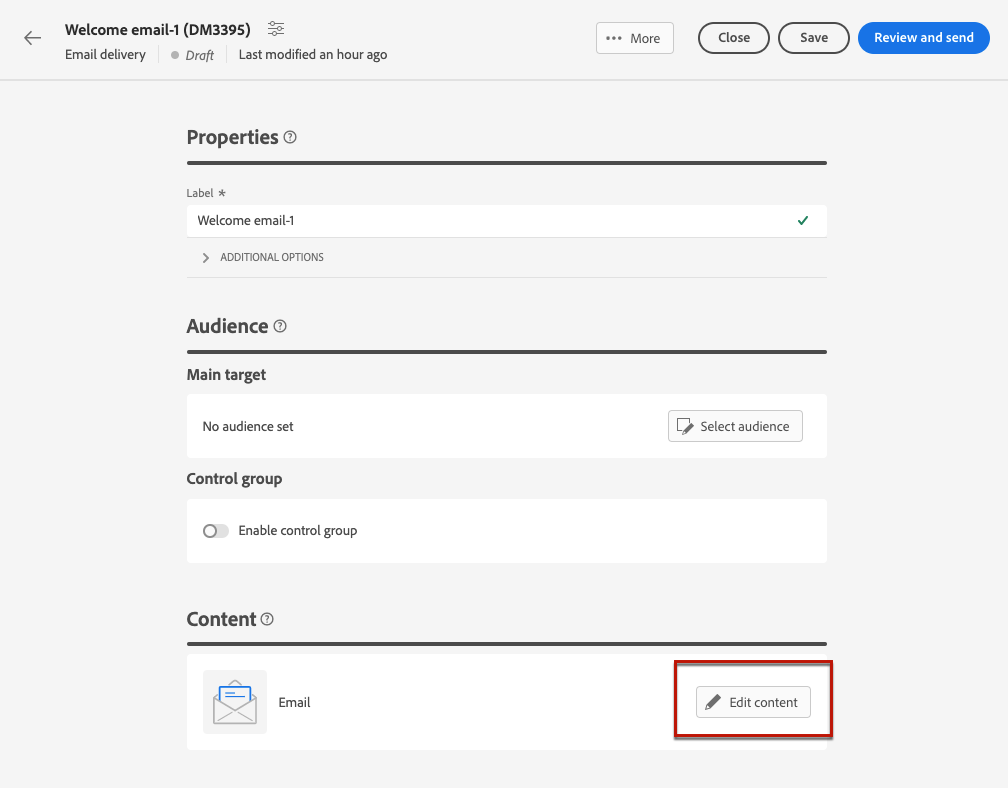 Welcome email-1 (DM3395)
Email delivery Draft Last modified an hour ago
More Close Save Review and send
Properties
Label *
Welcome email-1
ADDITIONAL OPTIONS
Audience
Main target
No audience set Select audience
Control group
Enable control group
Content
Email Edit content